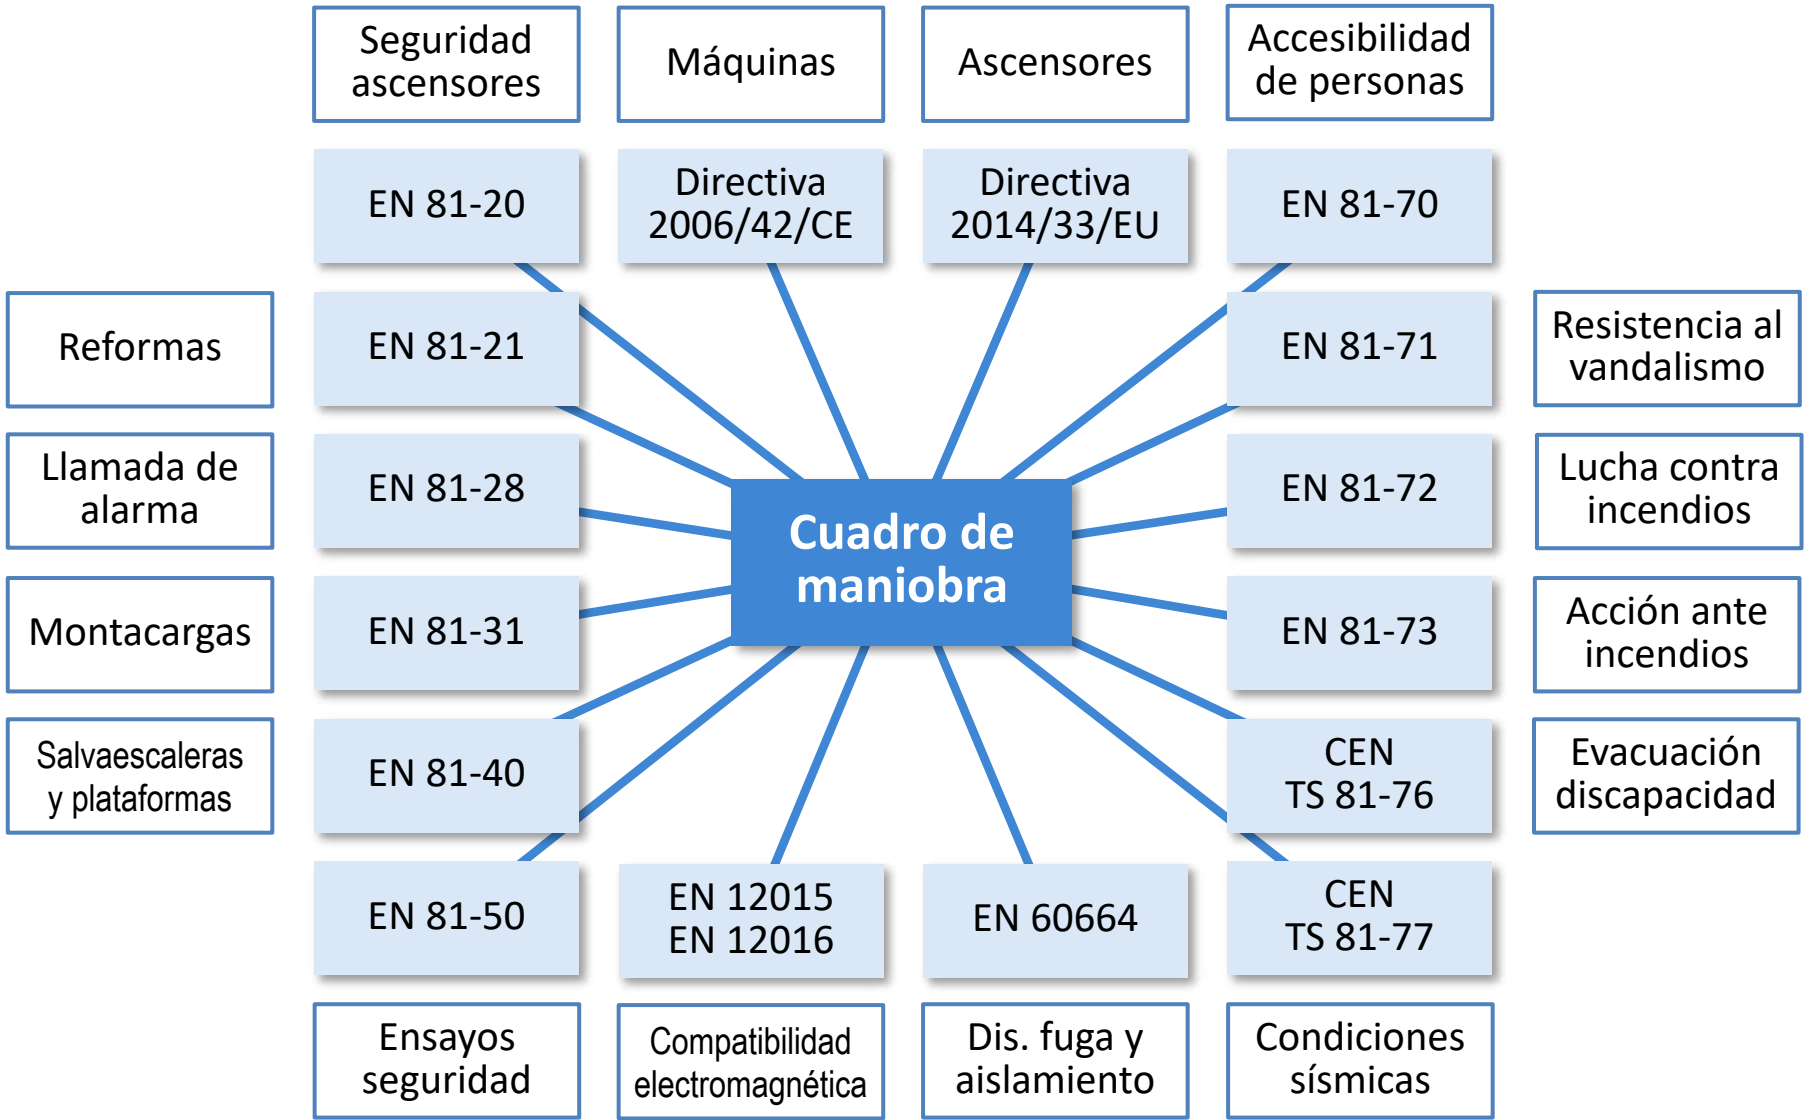 Seguridad
ascensores
Máquinas
Ascensores
Accesibilidad
de personas
EN 81-20
Directiva
2006/42/CE
Directiva
2014/33/EU
EN 81-70
Reformas
EN 81-21
EN 81-71
Resistencia al
vandalismo
Llamada de
alarma
EN 81-28
Cuadro de
maniobra
EN 81-72
Lucha contra
incendios
Montacargas
EN 81-31
EN 81-73
Acción ante
incendios
Salvaescaleras
y plataformas
EN 81-40
CEN
TS 81-76
Evacuación
discapacidad
EN 81-50
EN 12015
EN 12016
EN 60664
CEN
TS 81-77
Ensayos
seguridad
Compatibilidad
electromagnética
Dis. fuga y
aislamiento
Condiciones
sísmicas